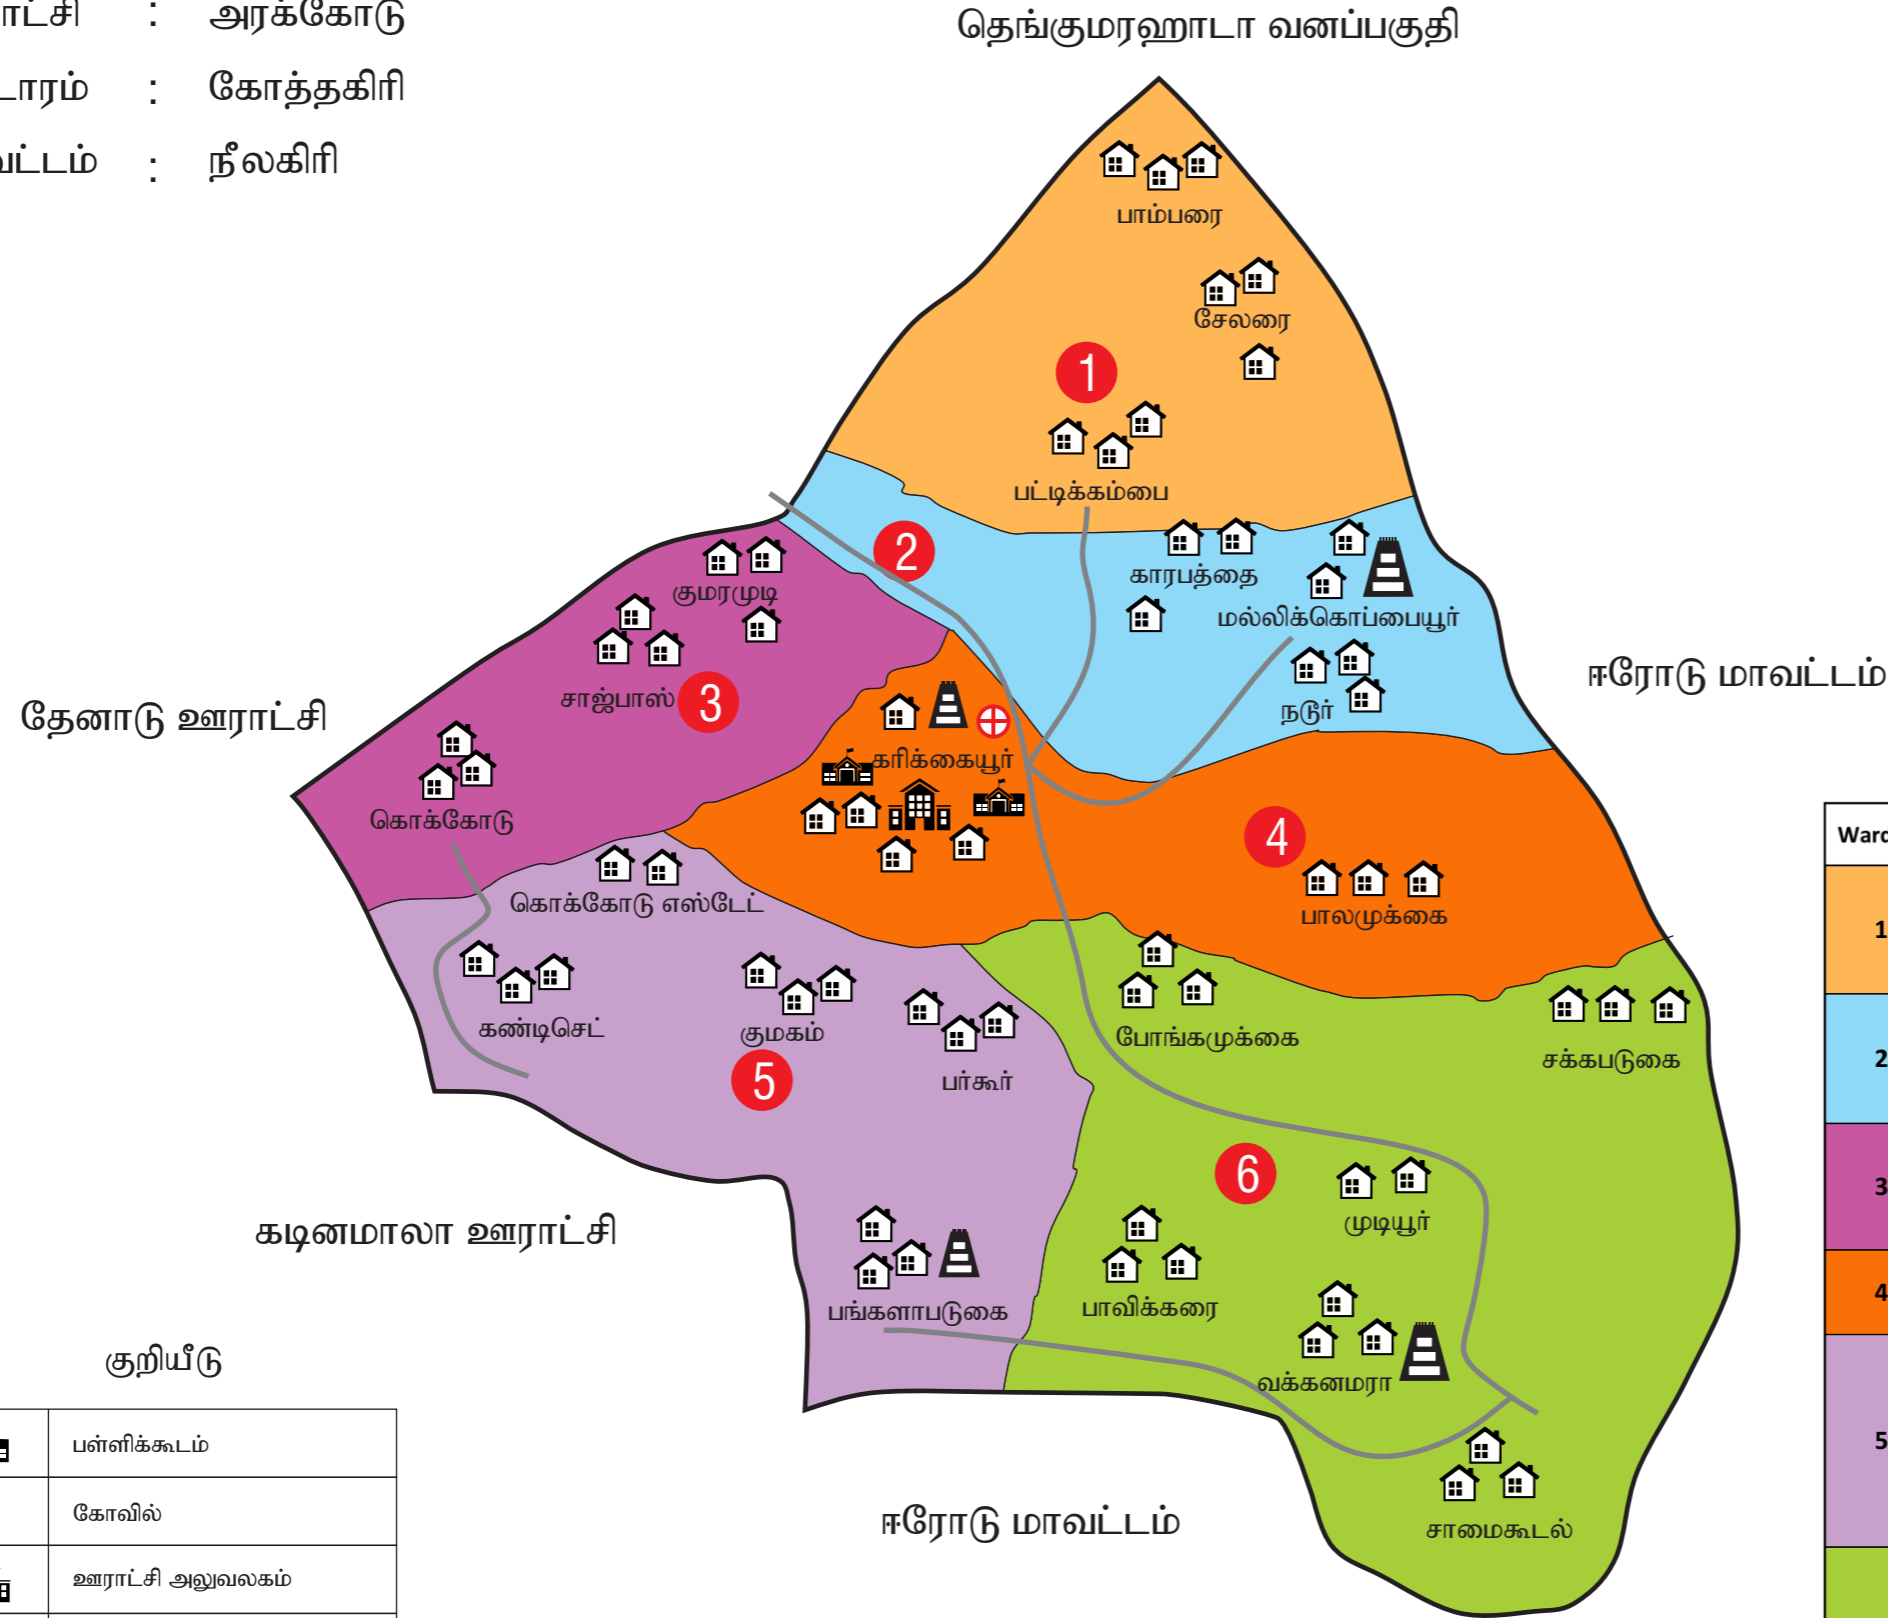 ாட்சி : அரக்கோடு
டாரம் : கோத்தகிரி
வட்டம் : நீலகிரி
தெங்குமரஹாடா வனப்பகுதி
பாம்பரை
சேலரை
1
பட்டிக்கம்பை
2
காரபத்தை
மல்லிக்கொப்பையூர்
நடூர்
குமரமுடி
சாஜ்பாஸ்
3
கொக்கோடு
ஈரோடு மாவட்டம்
தேனாடு ஊராட்சி
கரிக்கையூர்
4
பாலமுக்கை
கொக்கோடு எஸ்டேட்
கண்டிசெட்
குமகம்
5
பர்கூர்
போங்கமுக்கை
சக்கபடுகை
6
முடியூர்
கடினமாலா ஊராட்சி
பங்களாபடுகை
பாவிக்கரை
வக்கனமரா
சாமைகூடல்
ஈரோடு மாவட்டம்
குறியீடு
பள்ளிக்கூடம்
கோவில்
ஊராட்சி அலுவலகம்
Ward
1
2
3
4
5